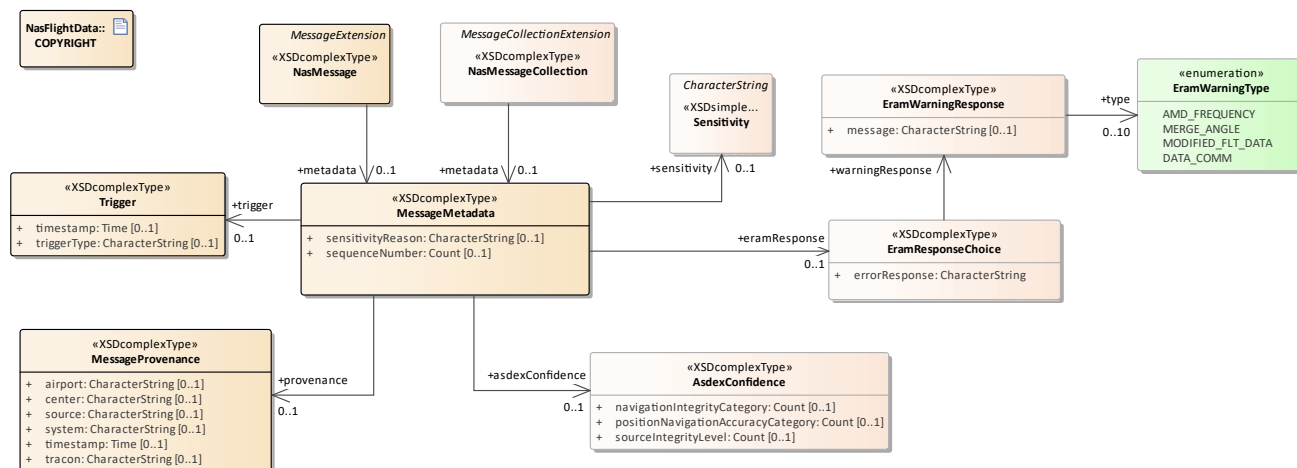 NasFlightData::
COPYRIGHT
MessageExtension
«XSDcomplexType»
NasMessage
MessageCollectionExtension
«XSDcomplexType»
NasMessageCollection
CharacterString
«XSDsimple...
Sensitivity
«XSDcomplexType»
EramWarningResponse
+ message: CharacterString [0..1]
+type
0..10
«enumeration»
EramWarningType
AMD_FREQUENCY
MERGE_ANGLE
MODIFIED_FLT_DATA
DATA_COMM
+metadata
0..1
+metadata
0..1
+sensitivity
0..1
+warningResponse
«XSDcomplexType»
Trigger
+ timestamp: Time [0..1]
+ triggerType: CharacterString [0..1]
+trigger
0..1
«XSDcomplexType»
MessageMetadata
+ sensitivityReason: CharacterString [0..1]
+ sequenceNumber: Count [0..1]
+eramResponse
0..1
«XSDcomplexType»
EramResponseChoice
+ errorResponse: CharacterString
«XSDcomplexType»
MessageProvenance
+ airport: CharacterString [0..1]
+ center: CharacterString [0..1]
+ source: CharacterString [0..1]
+ system: CharacterString [0..1]
+ timestamp: Time [0..1]
+ tracon: CharacterString [0..1]
+provenance
0..1
+asdexConfidence
0..1
«XSDcomplexType»
AsdexConfidence
+ navigationIntegrityCategory: Count [0..1]
+ positionNavigationAccuracyCategory: Count [0..1]
+ sourceIntegrityLevel: Count [0..1]